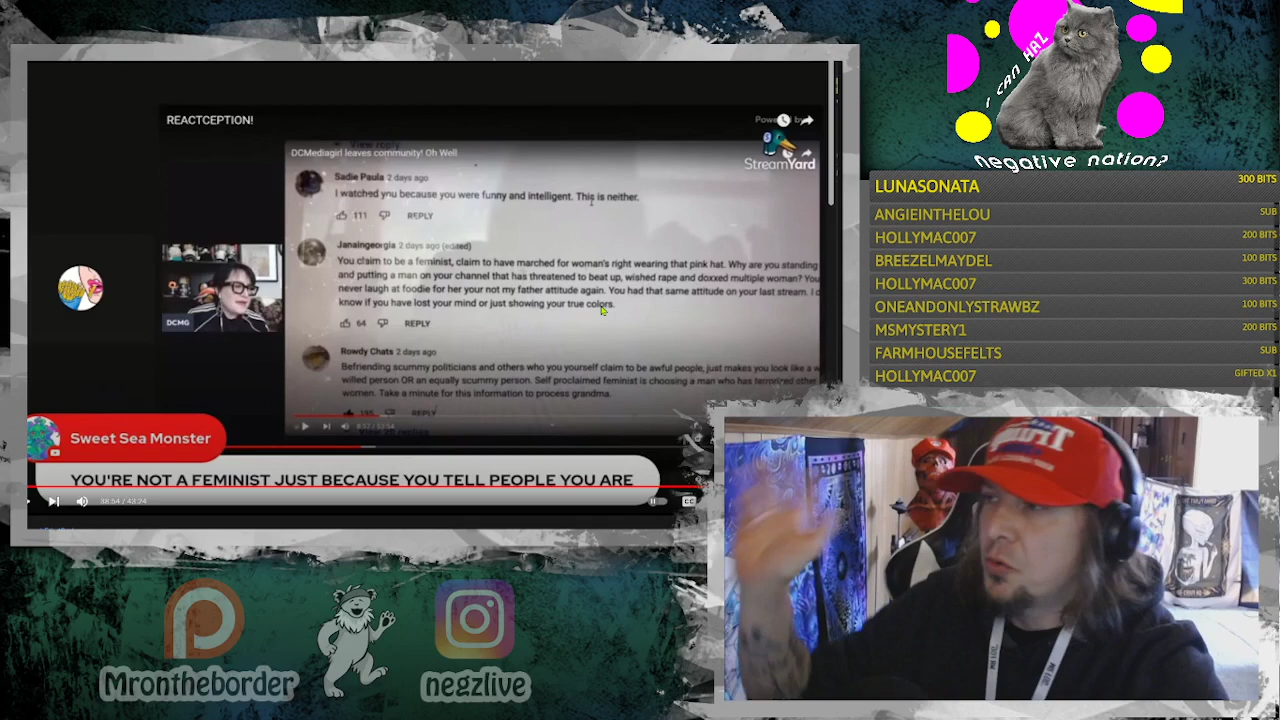 REACTCEPTION!
StreamYard
View reply
DCMediagirl leaves community! Oh Well
Sadie Paula 2 days ago
I watched you because you were funny and intelligent. This is neither.
111 REPLY
Janaingeorgia 2 days ago (edited)
You claim to be a feminist, claim to have marched for woman's right wearing that pink hat. Why are you standing
and putting a man on your channel that has threatened to beat up, wished rape and doxxed multiple woman? You
never laugh at foodie for her your not my father attitude again. You had that same attitude on your last stream. I
know if you have lost your mind or just showing your true colors.
64 REPLY
DCMG
Rowdy Chats 2 days ago
Befriending scummy politicians and others who you yourself claim to be awful people, just makes you look like a
willed person OR an equally scummy person. Self proclaimed feminist is choosing a man who has terrorized other
women. Take a minute for this information to process grandma.
REPLY
Sweet Sea Monster
YOU'RE NOT A FEMINIST JUST BECAUSE YOU TELL PEOPLE YOU ARE
38:54 / 43:24
CC
I CAN HAZ
negative nation?
LUNASONATA 300 BITS
ANGIEINTHELOU SUB
HOLLYMAC007 200 BITS
BREEZELMAYDEL 100 BITS
HOLLYMAC007 300 BITS
ONEANDONLYSTRAWBZ 100 BITS
MSMYSTERY1 200 BITS
FARMHOUSEFELTS SUB
HOLLYMAC007 GIFTED X1
Mrontheborder
negzlive